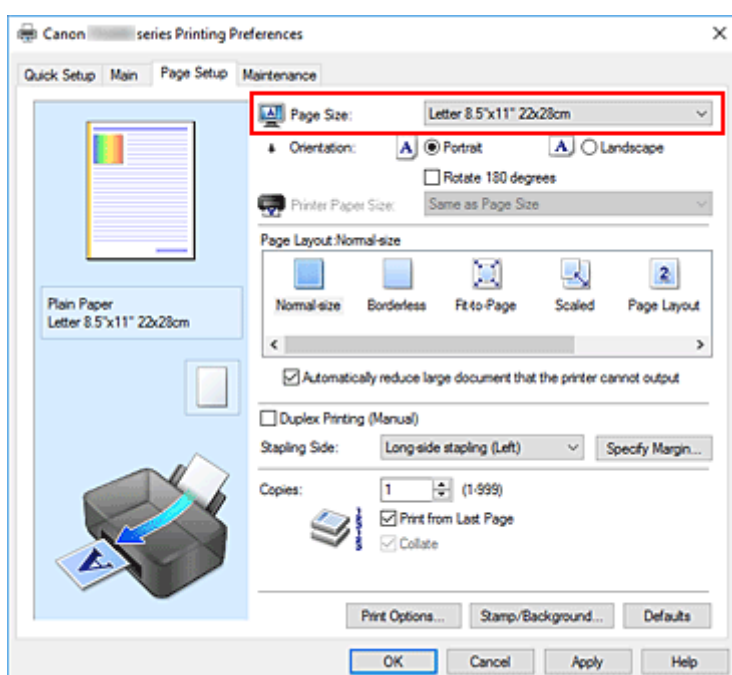 Canon series Printing Preferences
Quick Setup Main Page Setup Maintenance
Page Size: Letter 8.5"x11" 22x28cm
Orientation: A Portrait A Landscape
Rotate 180 degrees
Printer Paper Size: Same as Page Size
Page Layout:Normal-size
Normal-size Borderless Fit-to-Page Scaled Page Layout
Plain Paper
Letter 8.5"x11" 22x28cm
Automatically reduce large document that the printer cannot output
Duplex Printing (Manual)
Stapling Side: Long-side stapling (Left) Specify Margin...
Copies: 1 (1-999)
Print from Last Page
Collate
Print Options... Stamp/Background... Defaults
OK Cancel Apply Help